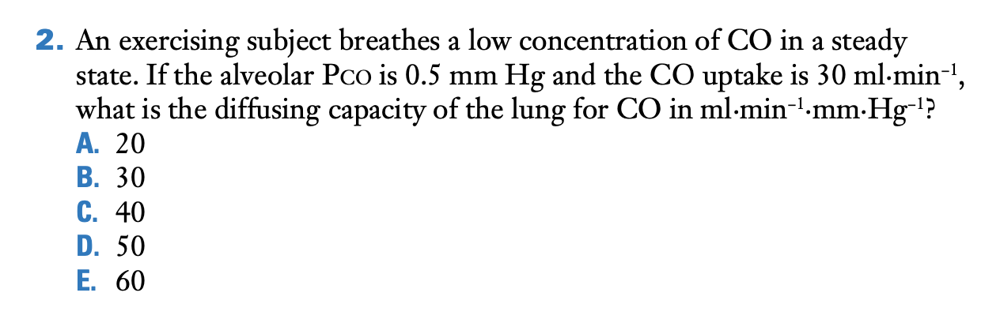 2. An exercising subject breathes a low concentration of CO in a steady
state. If the alveolar PCO is 0.5 mm Hg and the CO uptake is 30 ml·min⁻¹,
what is the diffusing capacity of the lung for CO in ml·min⁻¹·mm·Hg⁻¹?
A. 20
B. 30
C. 40
D. 50
E. 60